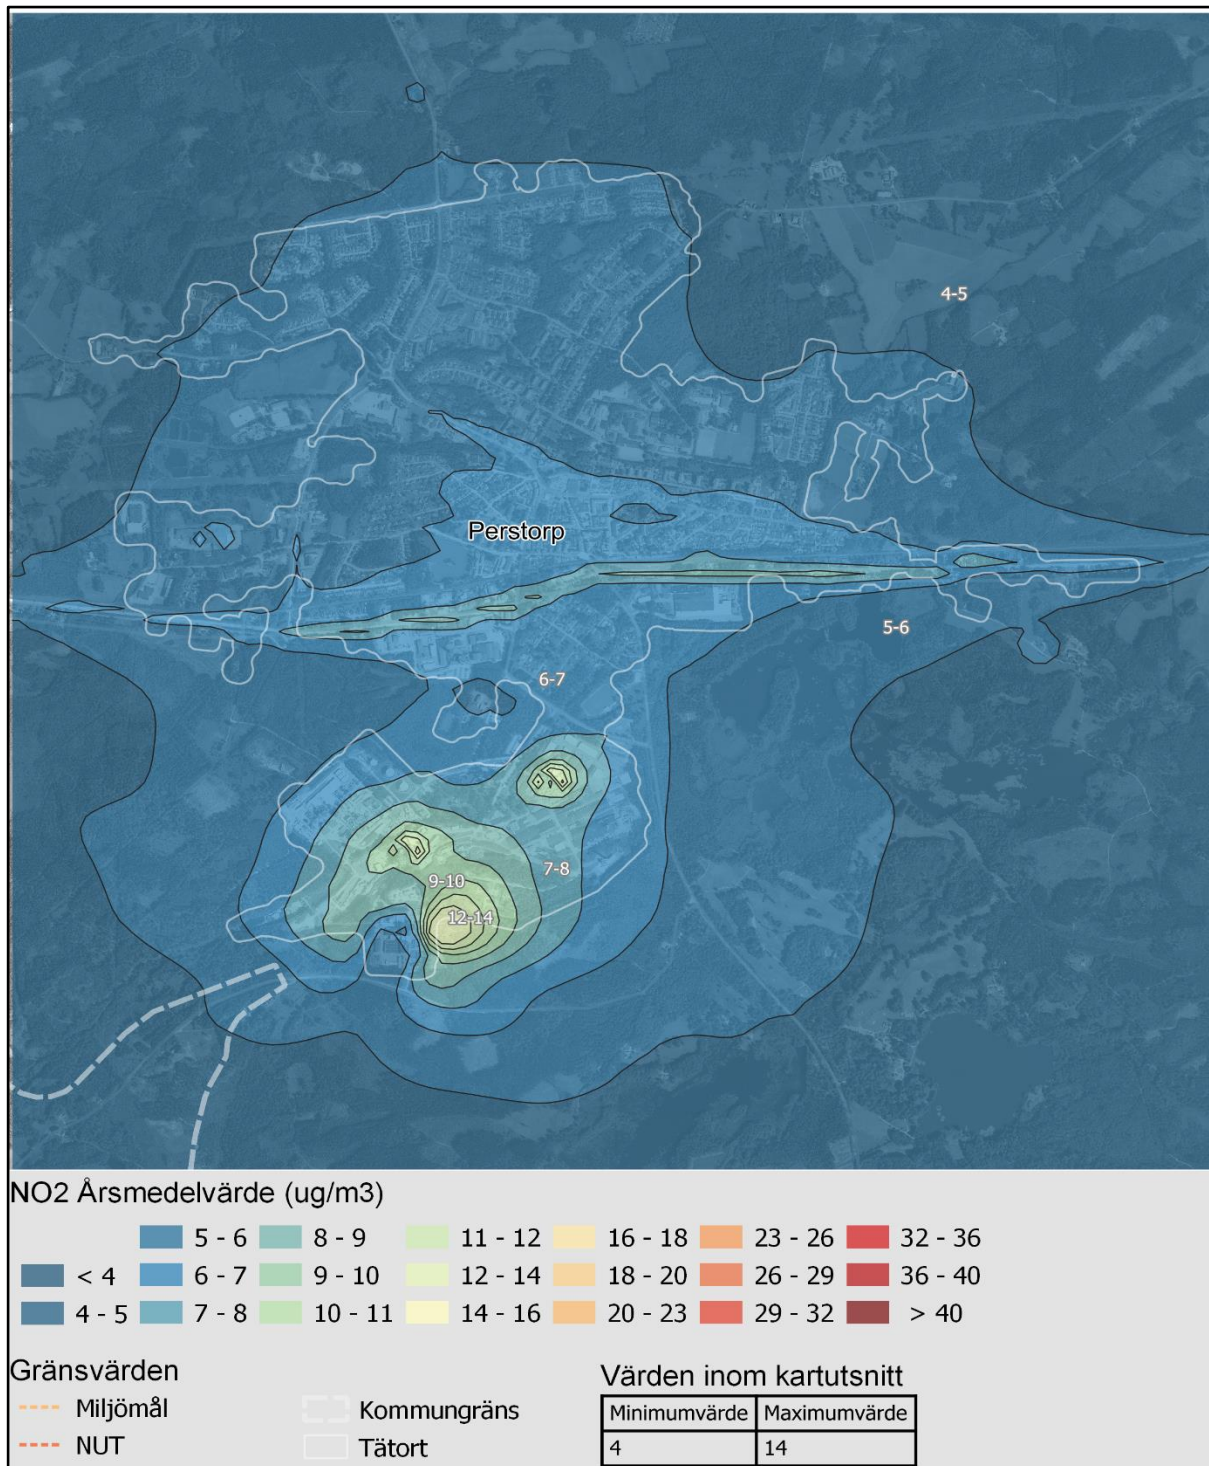 4-5
Perstorp
5-6
6-7
7-8
9-10
12-14
NO2 Årsmedelvärde (ug/m3)
5 - 6 8 - 9 11 - 12 16 - 18 23 - 26 32 - 36
< 4 6 - 7 9 - 10 12 - 14 18 - 20 26 - 29 36 - 40
4 - 5 7 - 8 10 - 11 14 - 16 20 - 23 29 - 32 > 40
Gränsvärden
Miljömål
NUT
Kommungräns
Tätort
Värden inom kartutsnitt
Minimumvärde Maximumvärde
4 14